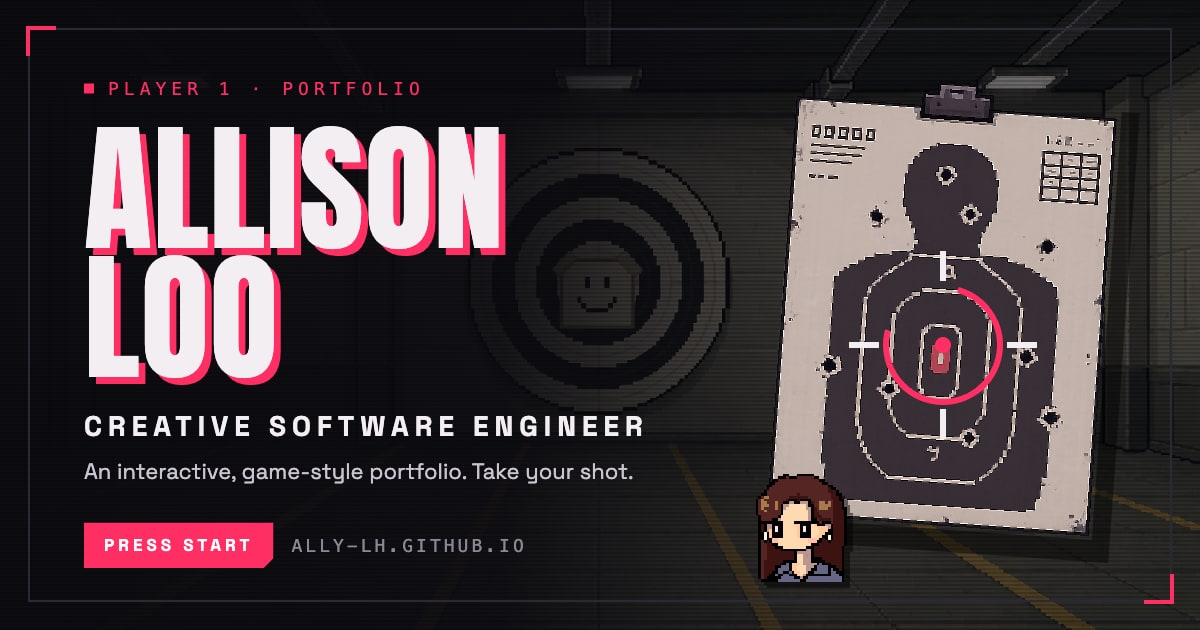 PLAYER 1 · PORTFOLIO
ALLISON
LOO
CREATIVE SOFTWARE ENGINEER
An interactive, game-style portfolio. Take your shot.
PRESS START
ALLY-LH.GITHUB.IO